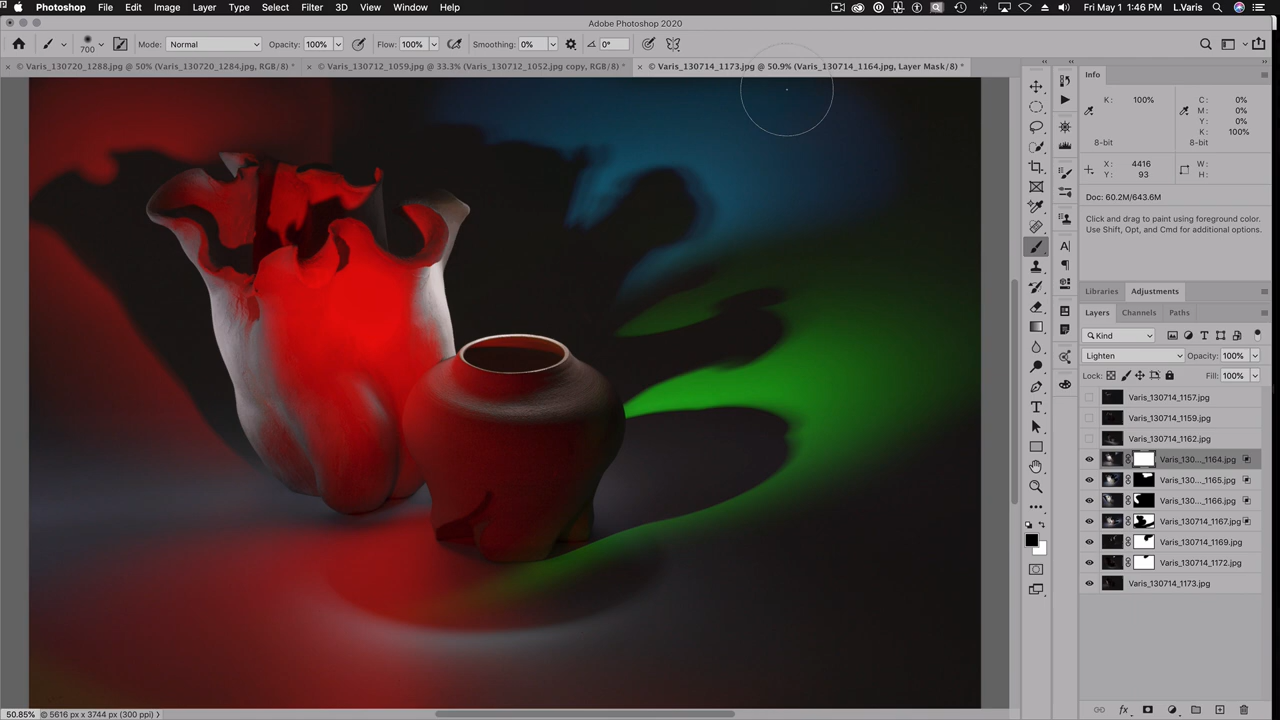 Photoshop File Edit Image Layer Type Select Filter 3D View Window Help Fri May 1 1:46 PM L.Varis
Adobe Photoshop 2020
700 Mode: Normal Opacity: 100% Flow: 100% Smoothing: 0% 0°
× © Varis_130720_1288.jpg @ 50% (Varis_130720_1284.jpg, RGB/8) * × © Varis_130712_1059.jpg @ 33.3% (Varis_130712_1052.jpg copy, RGB/8) * × © Varis_130714_1173.jpg @ 50.9% (Varis_130714_1164.jpg, Layer Mask/8) *
Info
K: 100% C: 0%
M: 0%
Y: 0%
K: 100%
8-bit 8-bit
X: 4416 W:
Y: 93 H:
Doc: 60.2M/643.6M
Click and drag to paint using foreground color.
Use Shift, Opt, and Cmd for additional options.
Libraries Adjustments
Layers Channels Paths
Kind
Lighten Opacity: 100%
Lock: Fill: 100%
Varis_130714_1157.jpg
Varis_130714_1159.jpg
Varis_130714_1162.jpg
Varis_130..._1164.jpg
Varis_130..._1165.jpg
Varis_130..._1166.jpg
Varis_130714_1167.jpg
Varis_130714_1169.jpg
Varis_130714_1172.jpg
Varis_130714_1173.jpg
fx
50.85% © 5616 px x 3744 px (300 ppi)